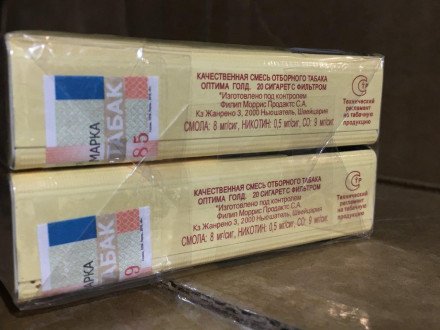 КАЧЕСТВЕННАЯ СМЕСЬ ОТБОРНОГО ТАБАКА
ОПТИМА ГОЛД. 20 СИГАРЕТ С ФИЛЬТРОМ
*Изготовлено под контролем
Филип Моррис Продактс С.А.
Кэ Жанрено 3, 2000 Ньюшатель, Швейцария
СМОЛА: 8 мг/сиг, НИКОТИН: 0,5 мг/сиг, СО: 9 мг/сиг.
ТР
Технический
регламент
на табачную
продукцию
МАРКА
ТАБАК
85
КАЧЕСТВЕННАЯ СМЕСЬ ОТБОРНОГО ТАБАКА
ОПТИМА ГОЛД. 20 СИГАРЕТ С ФИЛЬТРОМ
*Изготовлено под контролем
Филип Моррис Продактс С.А.
Кэ Жанрено 3, 2000 Ньюшатель, Швейцария
СМОЛА: 8 мг/сиг, НИКОТИН: 0,5 мг/сиг, СО: 9 мг/сиг.
ТР
Технический
регламент
на табачную
продукцию
МАРКА
ТАБАК
9